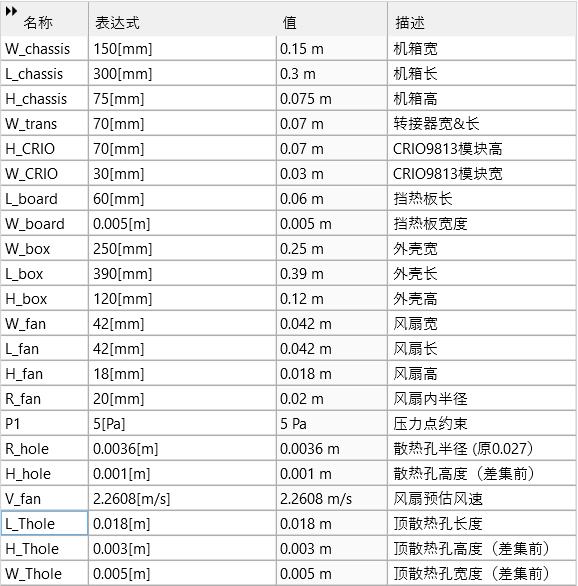 名称 表达式 值 描述
W_chassis 150[mm] 0.15 m 机箱宽
L_chassis 300[mm] 0.3 m 机箱长
H_chassis 75[mm] 0.075 m 机箱高
W_trans 70[mm] 0.07 m 转接器宽&长
H_CRIO 70[mm] 0.07 m CRIO9813模块高
W_CRIO 30[mm] 0.03 m CRIO9813模块宽
L_board 60[mm] 0.06 m 挡热板长
W_board 0.005[m] 0.005 m 挡热板宽度
W_box 250[mm] 0.25 m 外壳宽
L_box 390[mm] 0.39 m 外壳长
H_box 120[mm] 0.12 m 外壳高
W_fan 42[mm] 0.042 m 风扇宽
L_fan 42[mm] 0.042 m 风扇长
H_fan 18[mm] 0.018 m 风扇高
R_fan 20[mm] 0.02 m 风扇内半径
P1 5[Pa] 5 Pa 压力点约束
R_hole 0.0036[m] 0.0036 m 散热孔半径 (原0.027)
H_hole 0.001[m] 0.001 m 散热孔高度（差集前）
V_fan 2.2608[m/s] 2.2608 m/s 风扇预估风速
L_Thole 0.018[m] 0.018 m 顶散热孔长度
H_Thole 0.003[m] 0.003 m 顶散热孔高度（差集前）
W_Thole 0.005[m] 0.005 m 顶散热孔宽度（差集前）